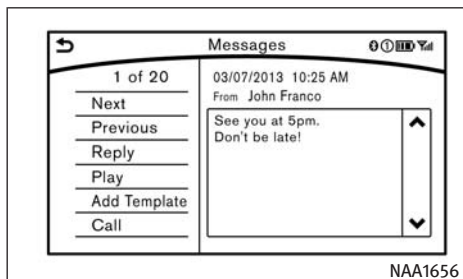 Messages
1 of 20
Next
Previous
Reply
Play
Add Template
Call
03/07/2013 10:25 AM
From John Franco
See you at 5pm.
Don't be late!
NAA1656